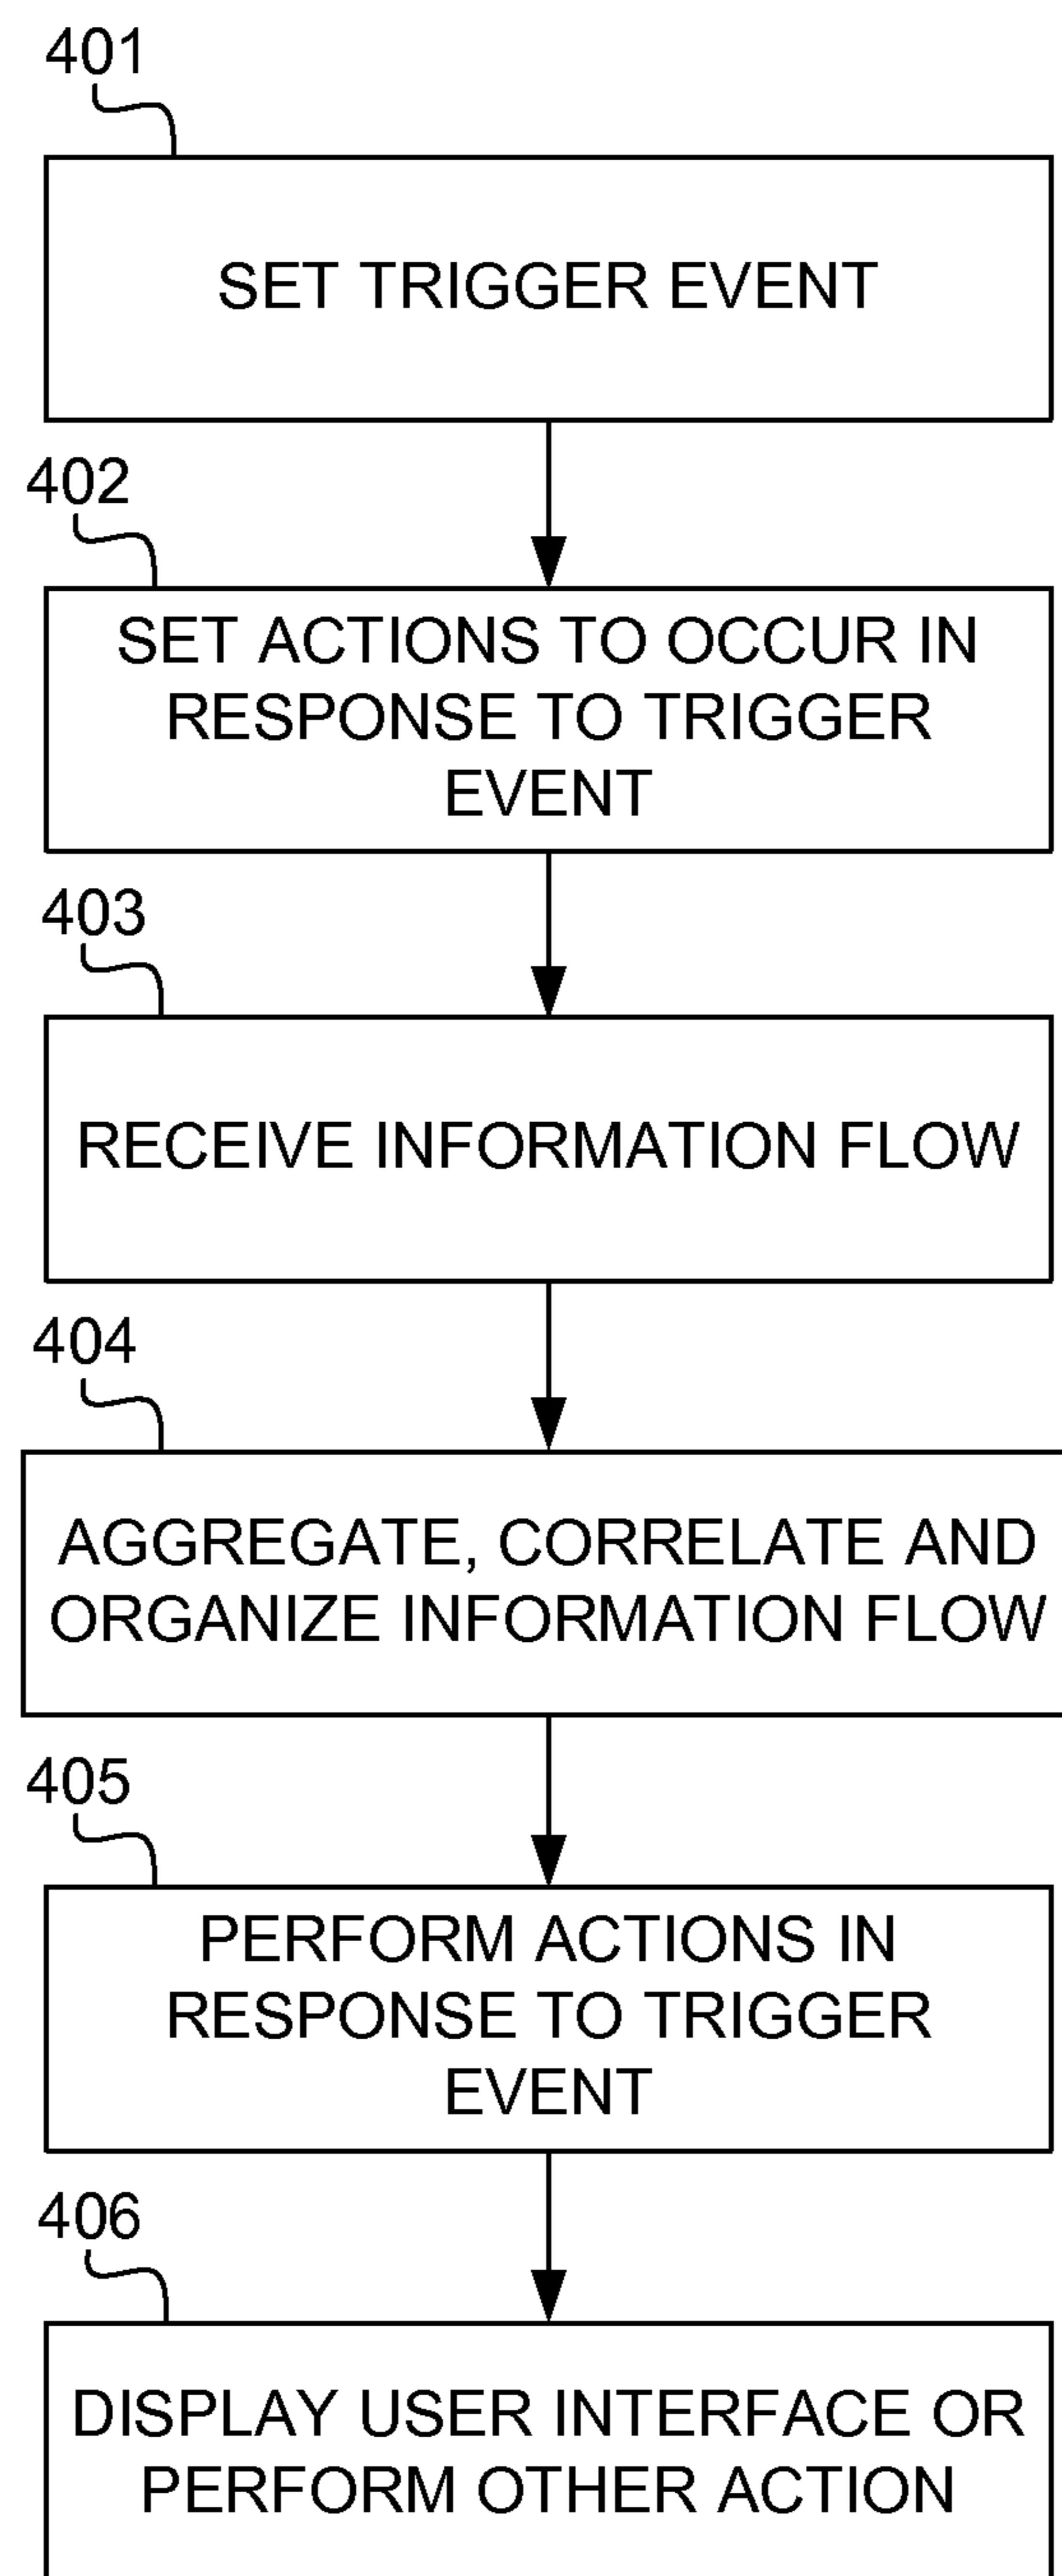 401
SET TRIGGER EVENT
402
SET ACTIONS TO OCCUR IN
RESPONSE TO TRIGGER
EVENT
403
RECEIVE INFORMATION FLOW
404
AGGREGATE, CORRELATE AND
ORGANIZE INFORMATION FLOW
405
PERFORM ACTIONS IN
RESPONSE TO TRIGGER
EVENT
406
DISPLAY USER INTERFACE OR
PERFORM OTHER ACTION